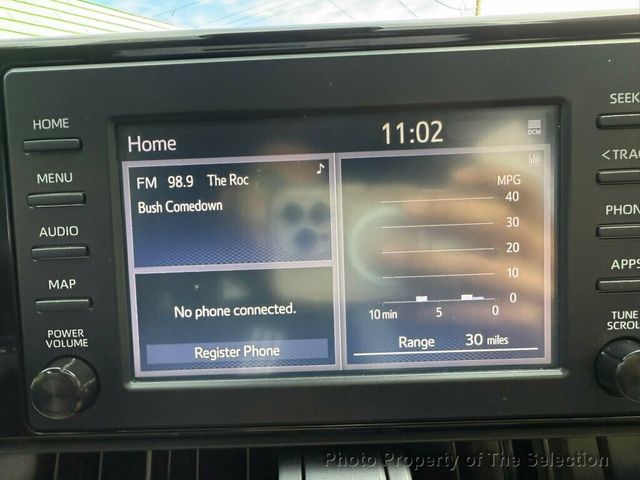 HOME
MENU
AUDIO
MAP
POWER
VOLUME
Home
11:02
DCM
FM 98.9 The Roc
Bush Comedown
No phone connected.
Register Phone
MPG
40
30
20
10
0
10 min 5 0
Range 30 miles
SEEK
<TRAC
PHON
APPS
TUNE
SCROLL
Photo Property of The Selection